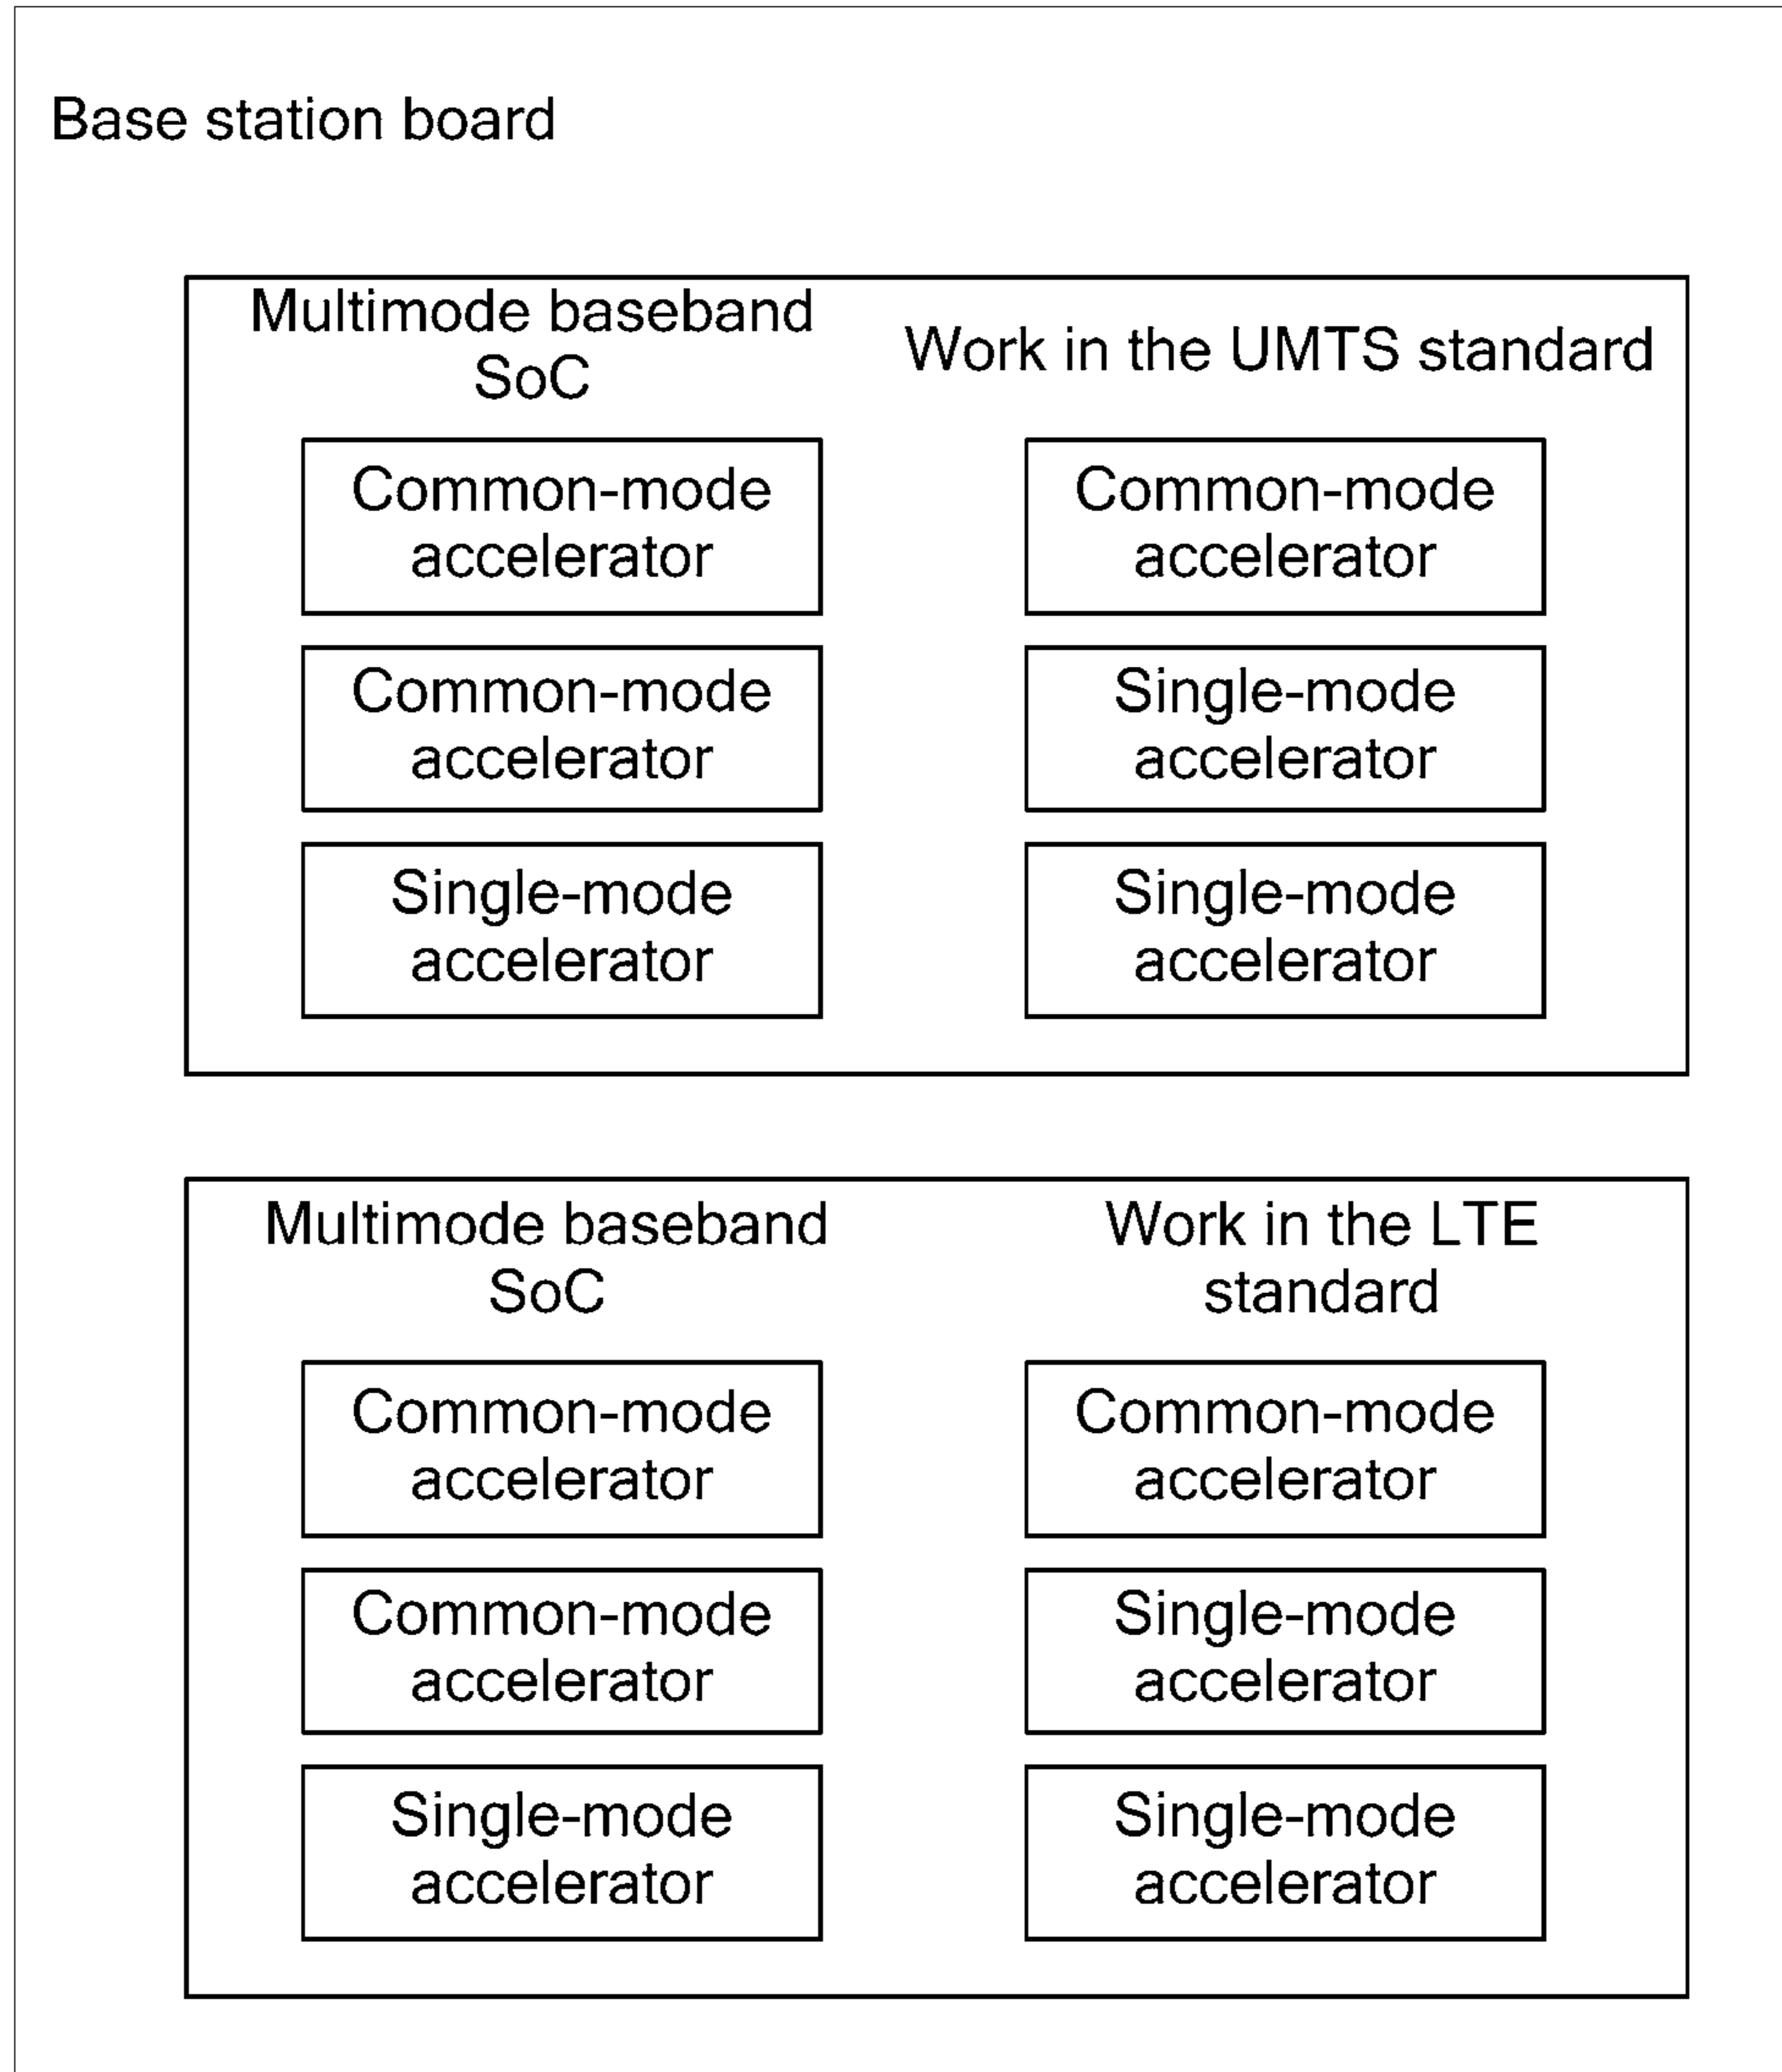 Base station board
Multimode baseband
SoC
Work in the UMTS standard
Common-mode
accelerator
Common-mode
accelerator
Common-mode
accelerator
Single-mode
accelerator
Single-mode
accelerator
Single-mode
accelerator
Multimode baseband
SoC
Work in the LTE
standard
Common-mode
accelerator
Common-mode
accelerator
Common-mode
accelerator
Single-mode
accelerator
Single-mode
accelerator
Single-mode
accelerator